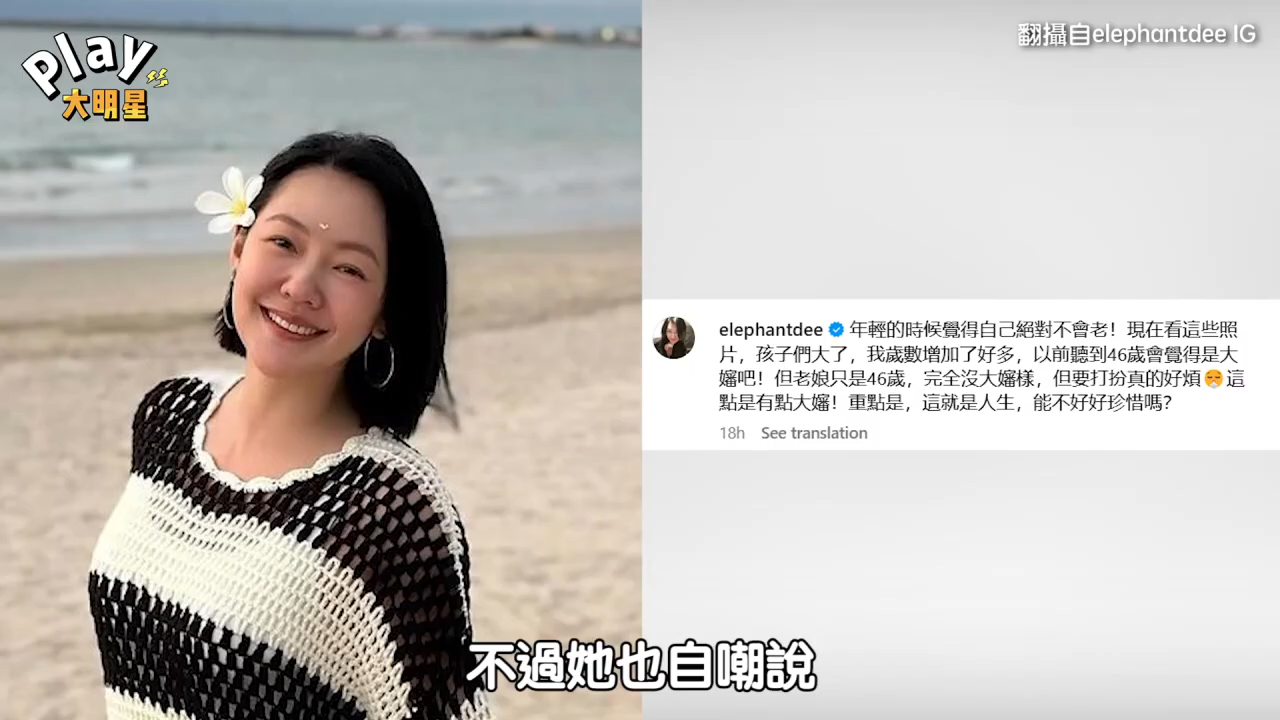 Play
大明星
翻攝自elephantdee IG
elephantdee 年輕的時候覺得自己絕對不會老！現在看這些照
片，孩子們大了，我歲數增加了好多，以前聽到46歲會覺得是大
嬸吧！但老娘只是46歲，完全沒大嬸樣，但要打扮真的好煩😤這
點是有點大嬸！重點是，這就是人生，能不好好珍惜嗎？
18h See translation
不過她也自嘲說